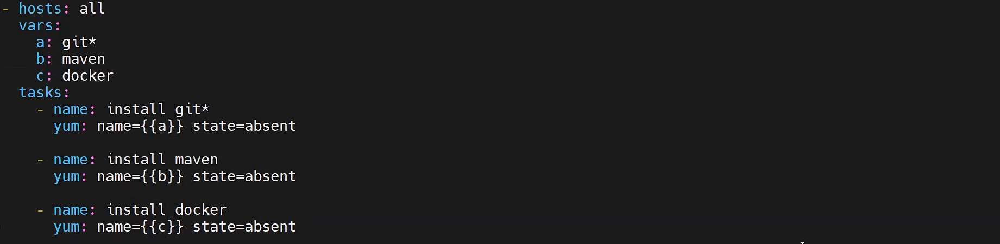 - hosts: all
  vars:
    a: git*
    b: maven
    c: docker
  tasks:
    - name: install git*
      yum: name={{a}} state=absent

    - name: install maven
      yum: name={{b}} state=absent

    - name: install docker
      yum: name={{c}} state=absent